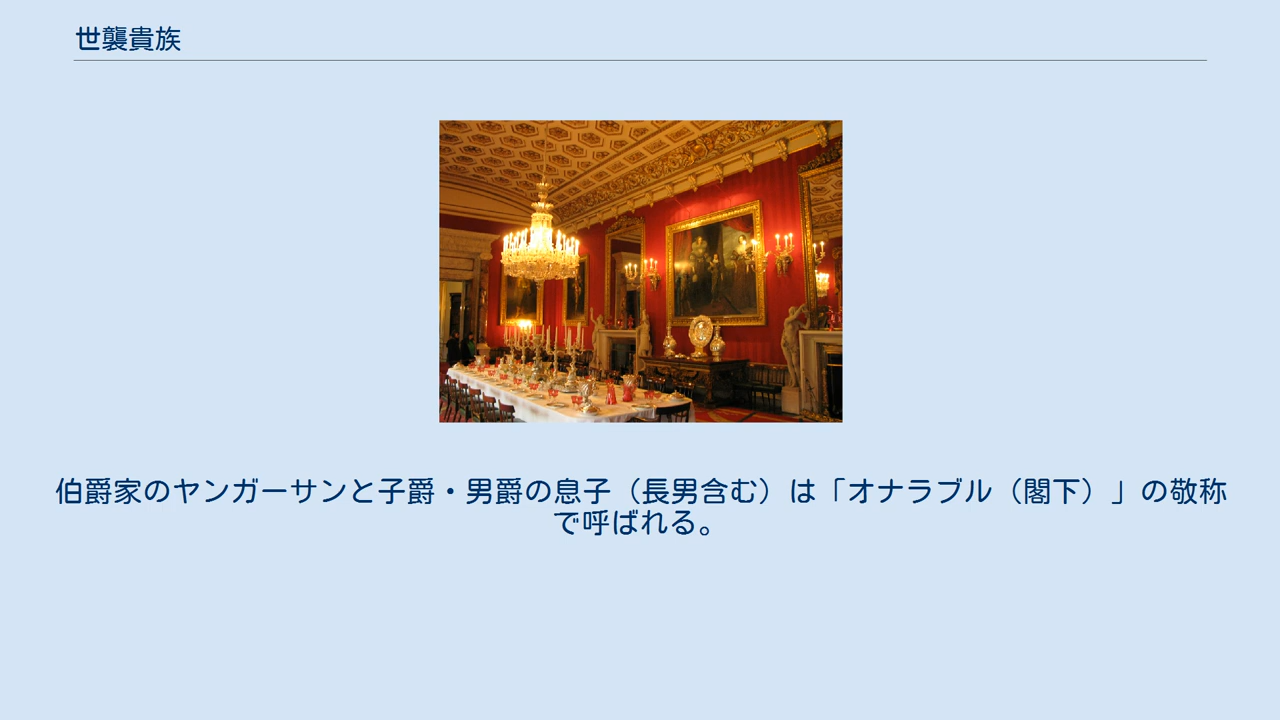 世襲貴族
伯爵家のヤンガーサンと子爵・男爵の息子（長男含む）は「オナラブル（閣下）」の敬称
で呼ばれる。